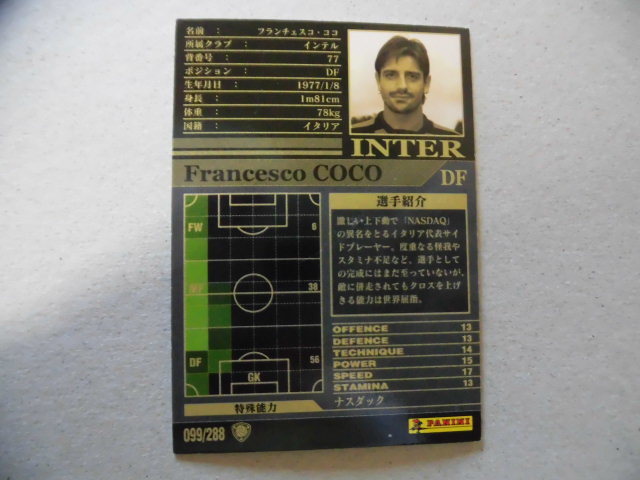 名前 : フランチェスコ・ココ
所属クラブ : インテル
背番号 : 77
ポジション : DF
生年月日 : 1977/1/8
身長 : 1m81cm
体重 : 78kg
国籍 : イタリア
INTER
Francesco COCO
DF
選手紹介
激しい上下動で「NASDAQ」
の異名をとるイタリア代表サイ
ドプレーヤー。度重なる怪我や
スタミナ不足など、選手として
の完成にはまだ至っていないが、
敵に併走されてもクロスを上げ
きる能力は世界屈指。
FW 6
MF 38
DF 56
GK
OFFENCE 13
DEFENCE 13
TECHNIQUE 14
POWER 15
SPEED 17
STAMINA 13
特殊能力 ナスダック
099/288
PANINI